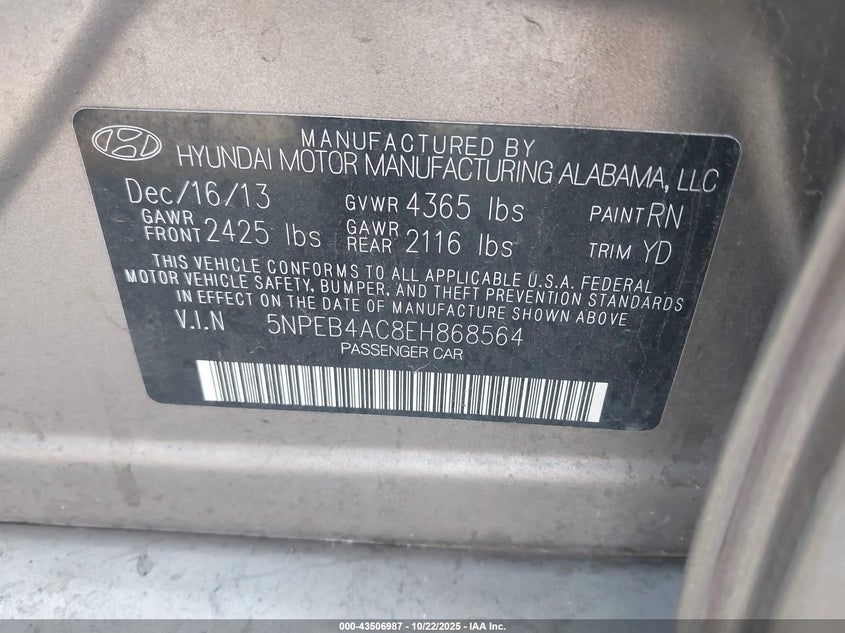 MANUFACTURED BY
HYUNDAI MOTOR MANUFACTURING ALABAMA, LLC
Dec/16/13 GVWR 4365 lbs PAINT RN
GAWR FRONT 2425 lbs GAWR REAR 2116 lbs TRIM YD
THIS VEHICLE CONFORMS TO ALL APPLICABLE U.S.A. FEDERAL
MOTOR VEHICLE SAFETY, BUMPER, AND THEFT PREVENTION STANDARDS
IN EFFECT ON THE DATE OF MANUFACTURE SHOWN ABOVE
V.I.N 5NPEB4AC8EH868564
PASSENGER CAR
000-43506987 - 10/22/2025 - IAA Inc.